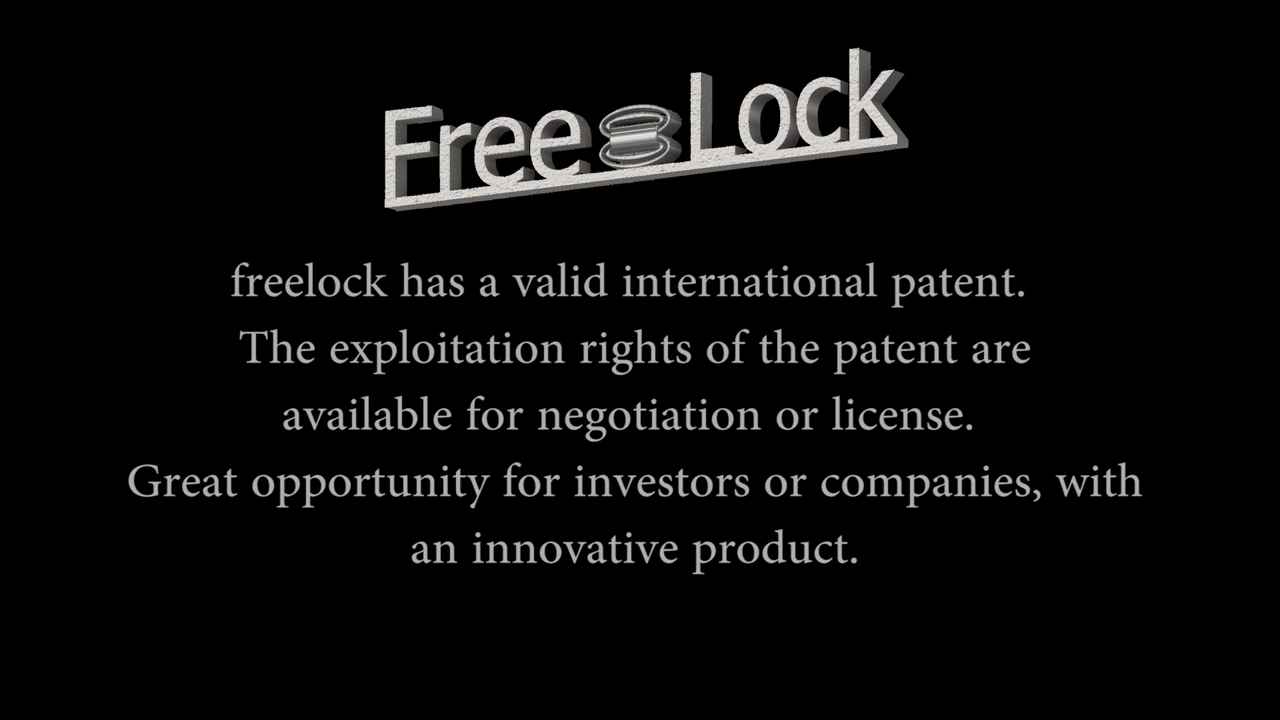 Free Lock
freelock has a valid international patent.
The exploitation rights of the patent are
available for negotiation or license.
Great opportunity for investors or companies, with
an innovative product.